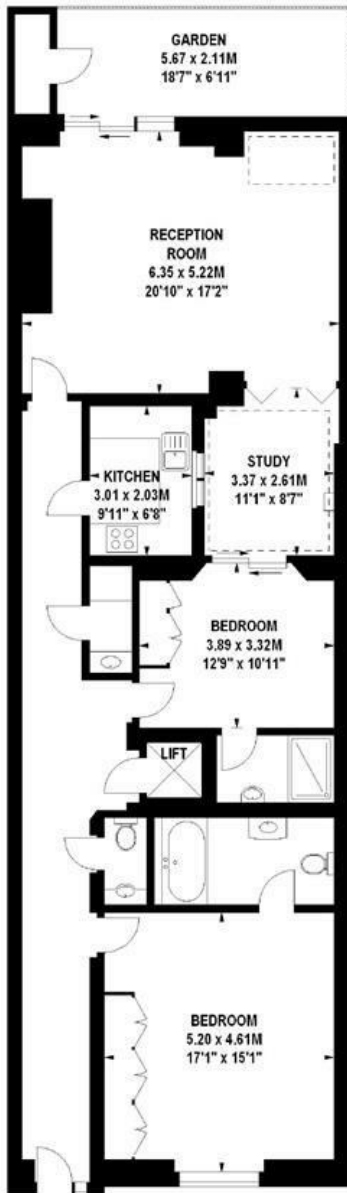 GARDEN
5.67 x 2.11M
18'7" x 6'11"
RECEPTION
ROOM
6.35 x 5.22M
20'10" x 17'2"
KITCHEN
3.01 x 2.03M
9'11" x 6'8"
STUDY
3.37 x 2.61M
11'1" x 8'7"
BEDROOM
3.89 x 3.32M
12'9" x 10'11"
LIFT
BEDROOM
5.20 x 4.61M
17'1" x 15'1"